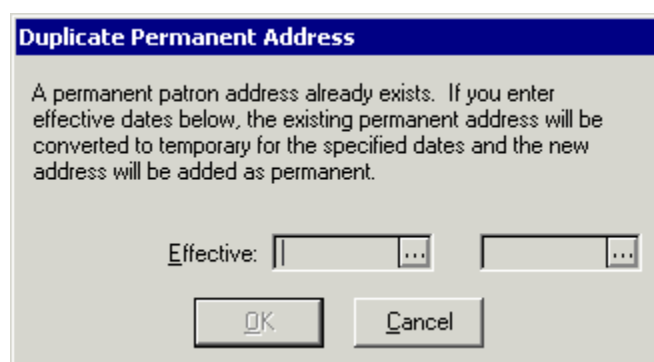 Duplicate Permanent Address
A permanent patron address already exists. If you enter
effective dates below, the existing permanent address will be
converted to temporary for the specified dates and the new
address will be added as permanent.
Effective: ... ...
OK Cancel